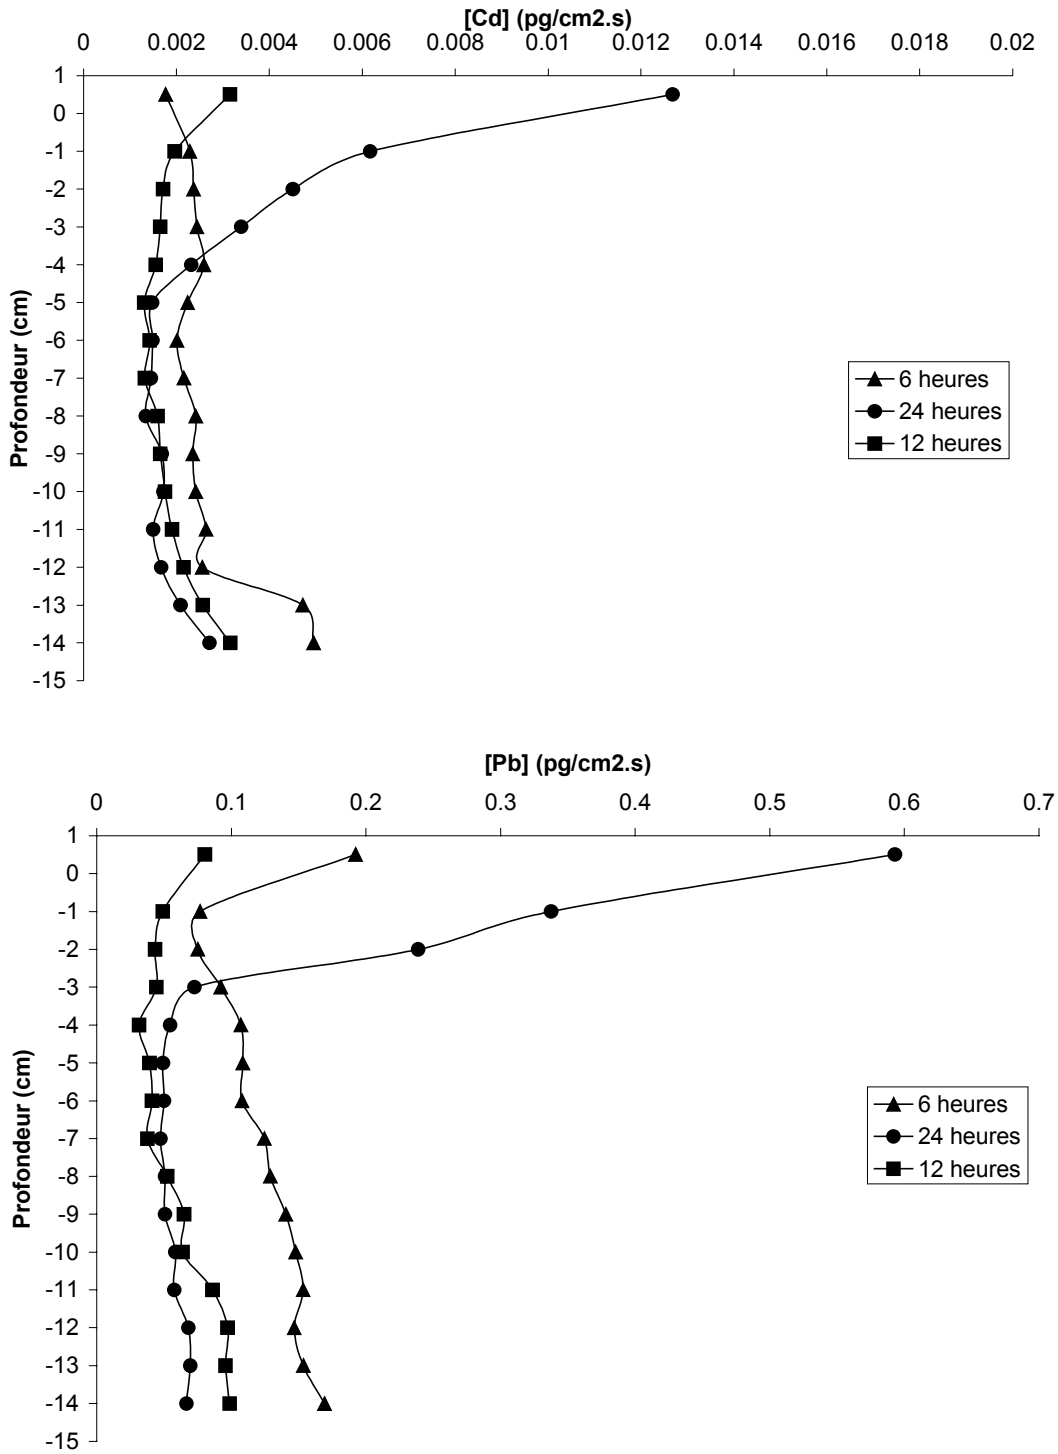 [Cd] (pg/cm2.s)
0 0.002 0.004 0.006 0.008 0.01 0.012 0.014 0.016 0.018 0.02
1
0
-1
-2
-3
-4
-5
-6
-7
-8
-9
-10
-11
-12
-13
-14
-15
Profondeur (cm)
6 heures
24 heures
12 heures
[Pb] (pg/cm2.s)
0 0.1 0.2 0.3 0.4 0.5 0.6 0.7
1
0
-1
-2
-3
-4
-5
-6
-7
-8
-9
-10
-11
-12
-13
-14
-15
Profondeur (cm)
6 heures
24 heures
12 heures